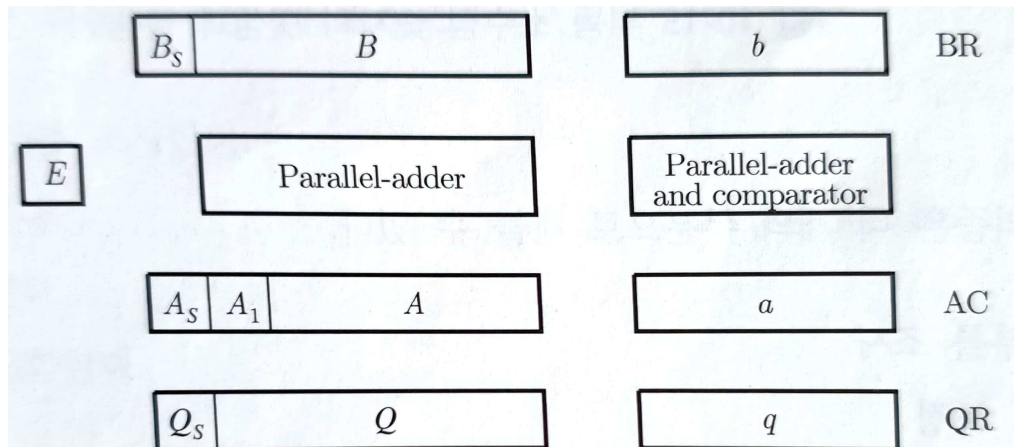 B_S B b BR
E Parallel-adder Parallel-adder
and comparator
A_S A_1 A a AC
Q_S Q q QR